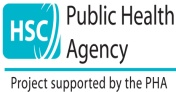 HSC
Public Health
Agency
Project supported by the PHA